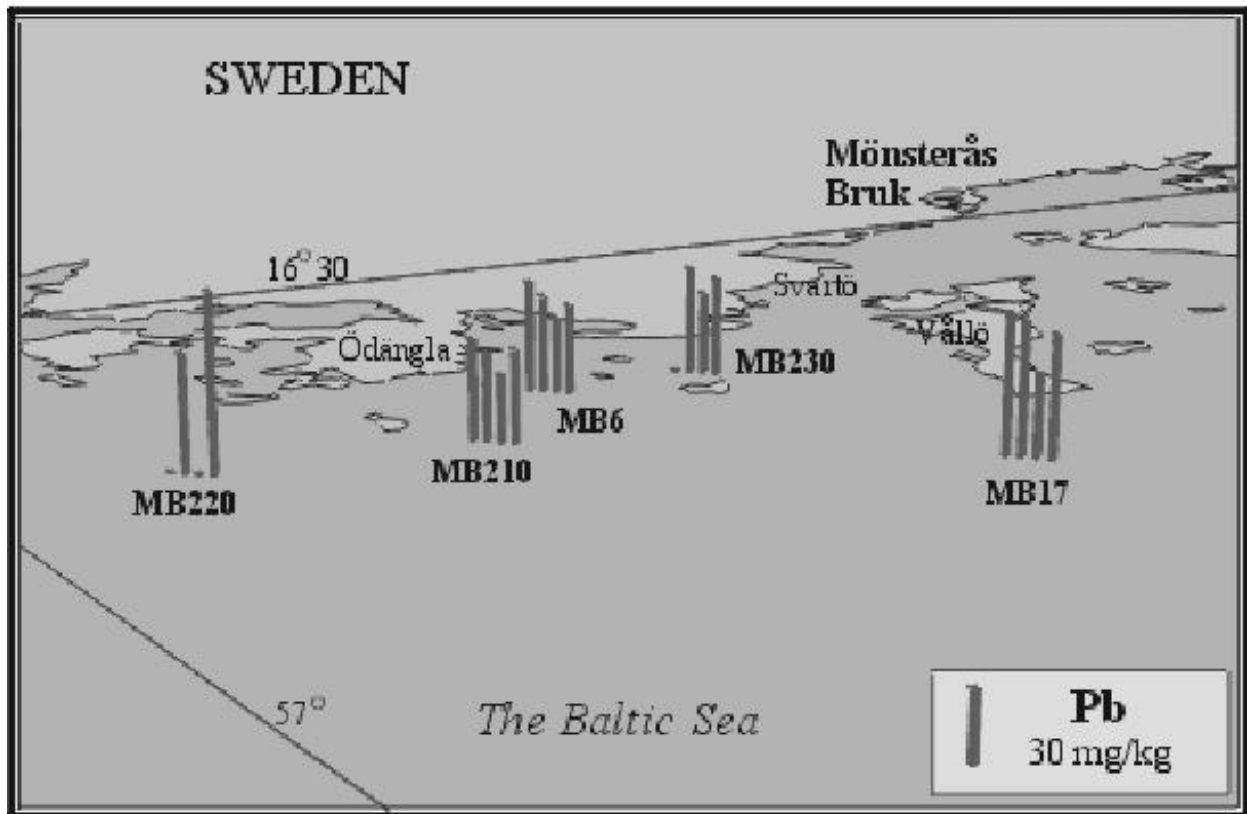 SWEDEN
Mönsterås
Bruk
16° 30
Svartö
Ödängla
Vållö
MB230
MB6
MB210
MB220
MB17
57°
The Baltic Sea
Pb
30 mg/kg